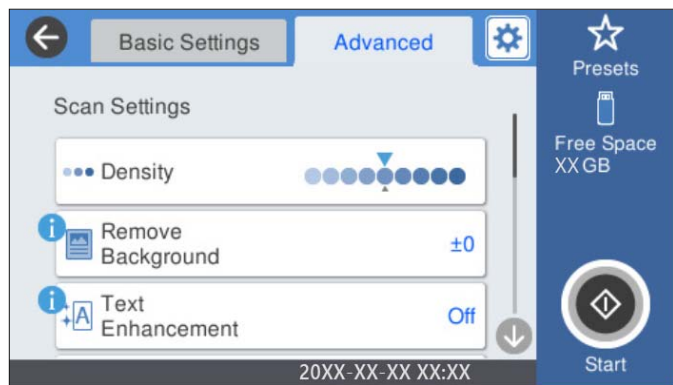 Basic Settings
Advanced
Presets
Scan Settings
Free Space
XX GB
Density
Remove
Background
±0
Text
Enhancement
Off
Start
20XX-XX-XX XX:XX